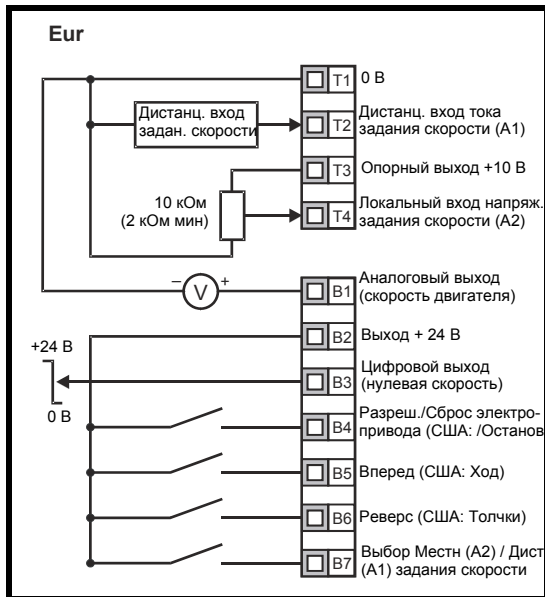 Eur
T1 0 В
Дистанц. вход
задан. скорости
T2 Дистанц. вход тока
задания скорости (A1)
T3 Опорный выход +10 В
10 кОм
(2 кОм мин)
T4 Локальный вход напряж.
задания скорости (A2)
– V +
B1 Аналоговый выход
(скорость двигателя)
B2 Выход + 24 В
+24 В
0 В
B3 Цифровой выход
(нулевая скорость)
B4 Разреш./Сброс электро-
привода (США: /Останов
B5 Вперед (США: Ход)
B6 Реверс (США: Толчки)
B7 Выбор Местн (A2) / Дист
(A1) задания скорости